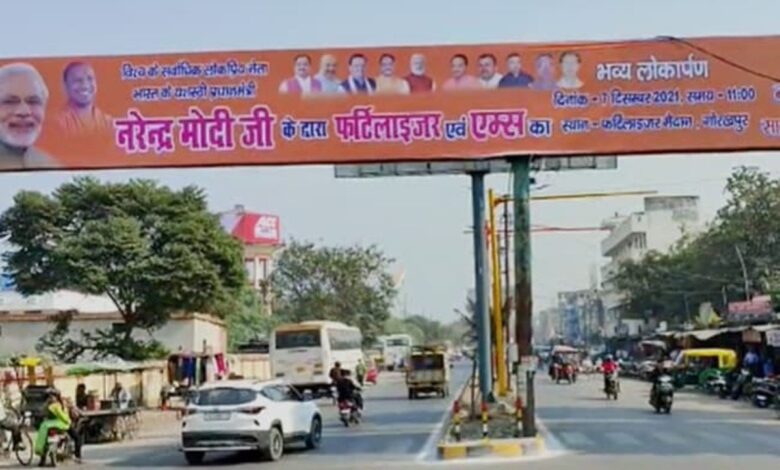 विश्व के सर्वाधिक लोकप्रिय नेता
भारत के यशस्वी प्रधानमंत्री
नरेन्द्र मोदी जी के द्वारा फर्टिलाइजर एवं एम्स का
भव्य लोकार्पण
दिनांक - 7 दिसम्बर 2021, समय - 11:00
स्थान - फर्टिलाइजर मैदान, गोरखपुर